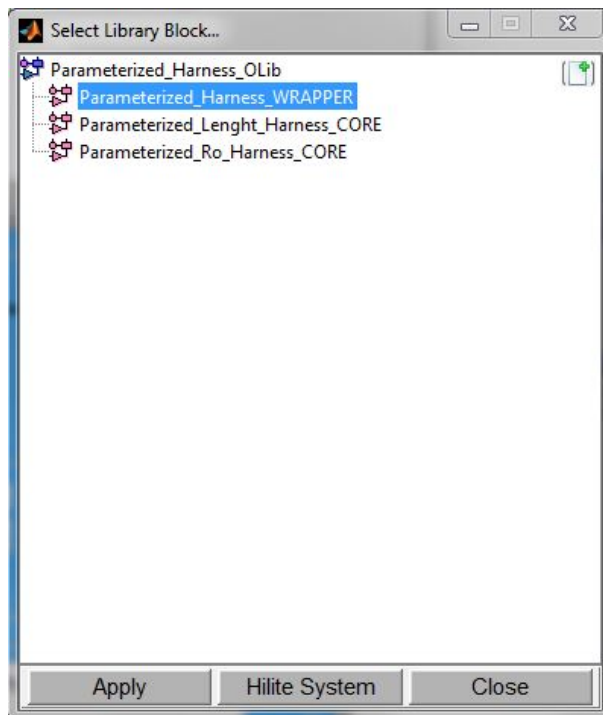 Select Library Block...
Parameterized_Harness_OLib
Parameterized_Harness_WRAPPER
Parameterized_Lenght_Harness_CORE
Parameterized_Ro_Harness_CORE
Apply Hilite System Close